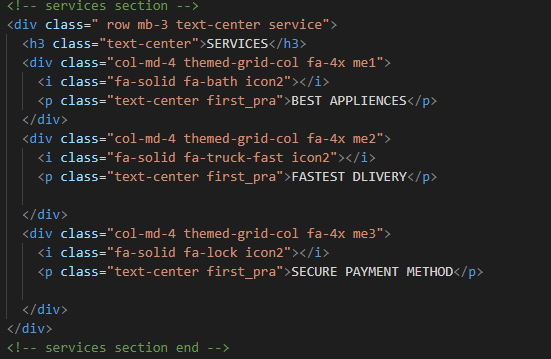 <!-- services section -->
<div class=" row mb-3 text-center service">
<h3 class="text-center">SERVICES</h3>
<div class="col-md-4 themed-grid-col fa-4x me1">
<i class="fa-solid fa-bath icon2"></i>
<p class="text-center first_pra">BEST APPLIENCES</p>
</div>
<div class="col-md-4 themed-grid-col fa-4x me2">
<i class="fa-solid fa-truck-fast icon2"></i>
<p class="text-center first_pra">FASTEST DLIVERY</p>
</div>
<div class="col-md-4 themed-grid-col fa-4x me3">
<i class="fa-solid fa-lock icon2"></i>
<p class="text-center first_pra">SECURE PAYMENT METHOD</p>
</div>
</div>
<!-- services section end -->